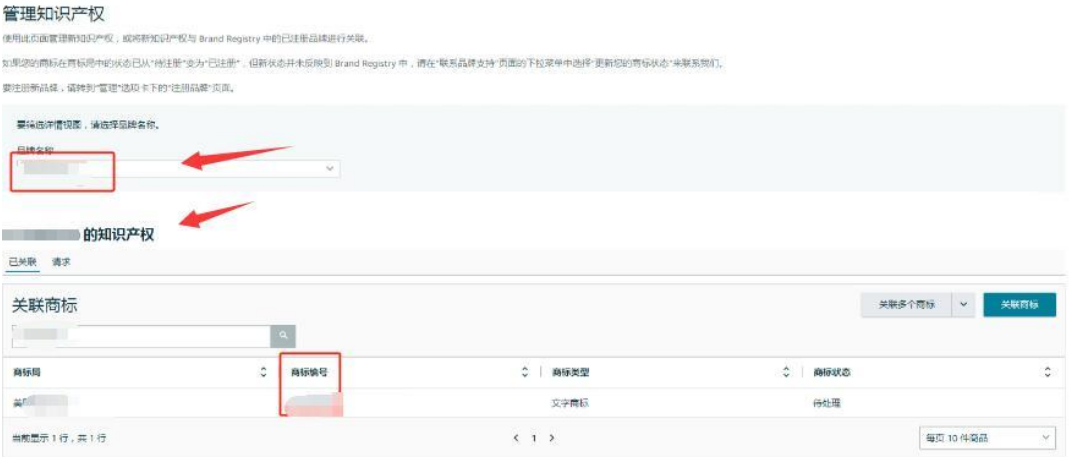 管理知识产权
使用此页面管理新知识产权，或将新知识产权与 Brand Registry 中的已注册品牌进行关联。
如果您的商标在商标局中的状态已从“待注册”变为“已注册”，但新状态并未反映到 Brand Registry 中，请在“联系品牌支持”页面的下拉菜单中选择“更新您的商标状态”来联系我们。
要注册新品牌，请转到“管理”选项卡下的“注册品牌”页面。
要筛选详情视图，请选择品牌名称。
品牌名称
的知识产权
已关联 请求
关联商标 关联多个商标 关联商标
商标局 商标编号 商标类型 商标状态
美 文字商标 待处理
当前显示 1 行，共 1 行 < 1 > 每页 10 件商品